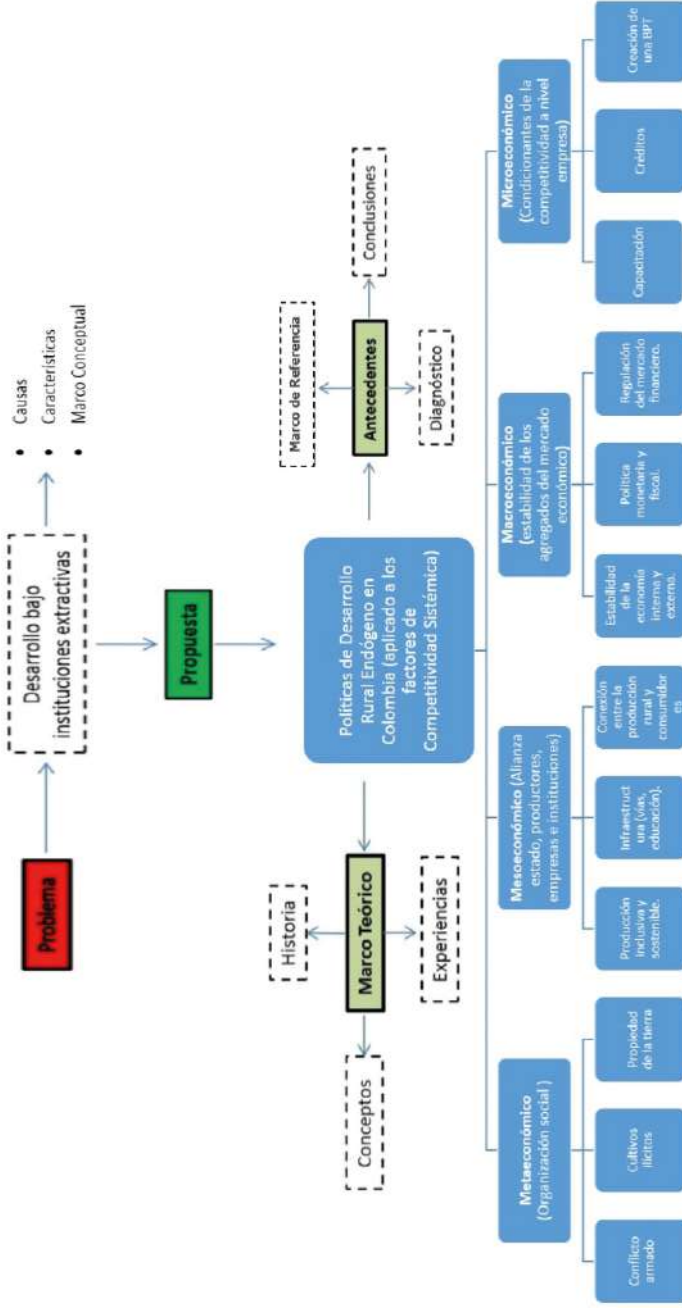 Problema
Desarrollo bajo
instituciones extractivas
• Causas
• Características
• Marco Conceptual
Propuesta
Políticas de Desarrollo
Rural Endógeno en
Colombia (aplicado a los
factores de
Competitividad Sistémica)
Marco Teórico
Historia
Conceptos
Experiencias
Antecedentes
Marco de Referencia
Conclusiones
Diagnóstico
Metaeconómico
(Organización social )
Conflicto
armado
Cultivos
ilícitos
Propiedad
de la tierra
Mesoeconómico (Alianza
estado, productores,
empresas e instituciones)
Producción
inclusiva y
sostenible.
Infraestruct
ura (vías,
educación).
Conexión
entre la
producción
rural y
consumidor
es
Macroeconómico
(estabilidad de los
agregados del mercado
económico)
Estabilidad
de la
economía
interna y
externa.
Política
monetaria y
fiscal.
Regulación
del mercado
financiero.
Microeconómico
(Condicionantes de la
competitividad a nivel
empresa)
Capacitación
Créditos
Creación de
una BPT